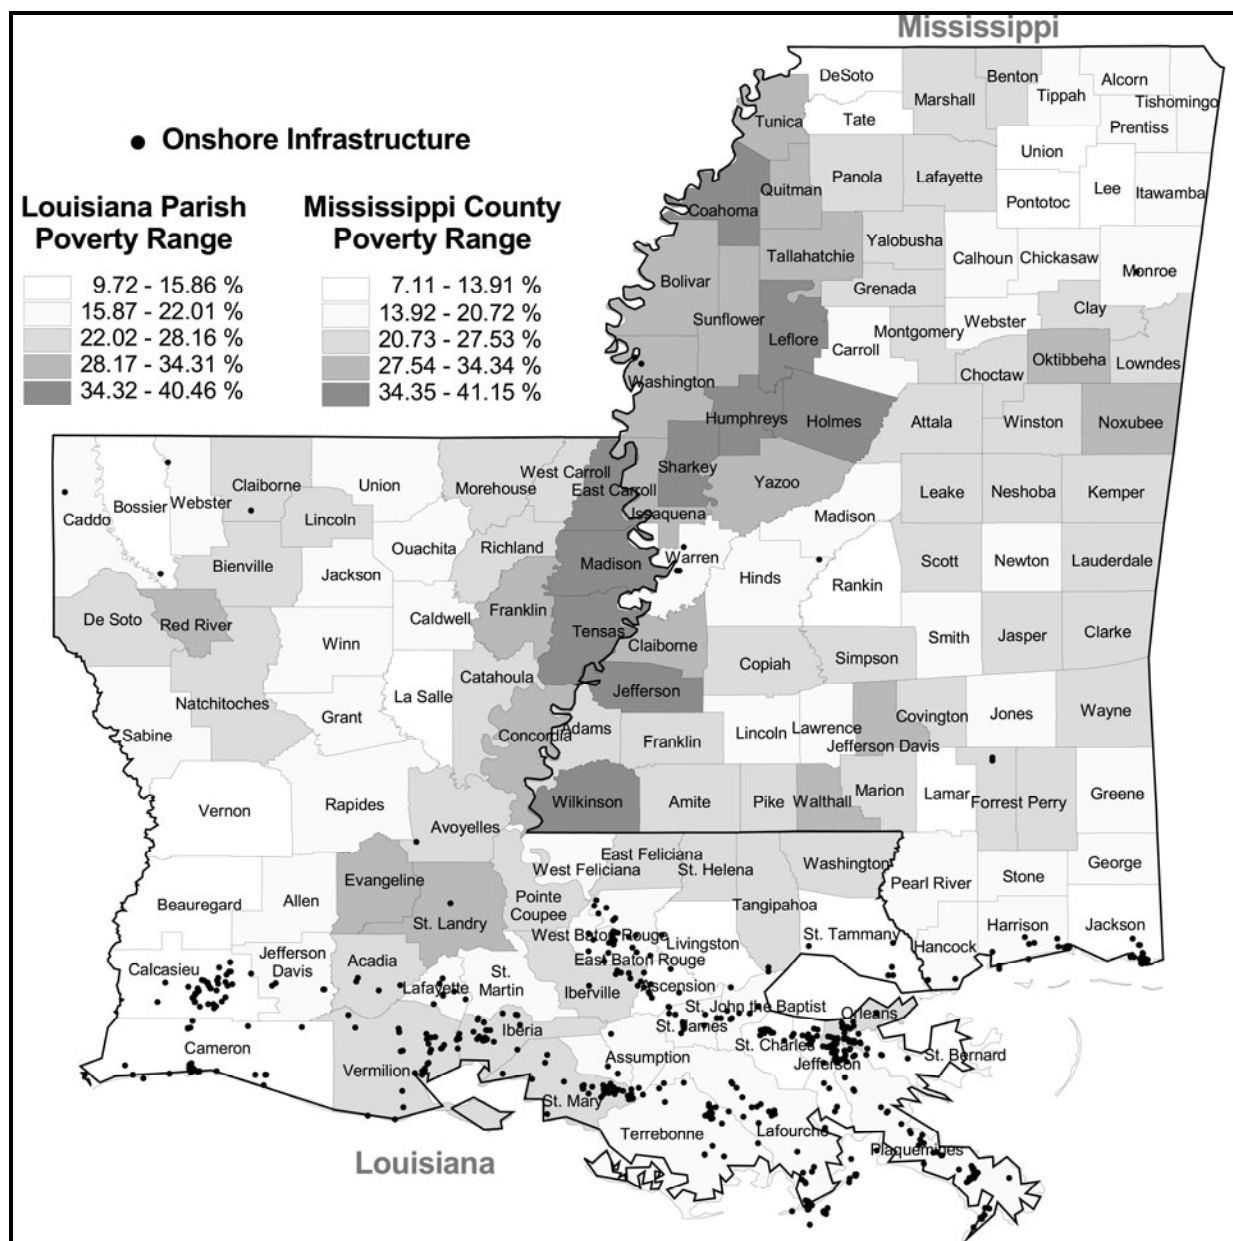 Mississippi
● Onshore Infrastructure
Louisiana Parish
Poverty Range
9.72 - 15.86 %
15.87 - 22.01 %
22.02 - 28.16 %
28.17 - 34.31 %
34.32 - 40.46 %
Mississippi County
Poverty Range
7.11 - 13.91 %
13.92 - 20.72 %
20.73 - 27.53 %
27.54 - 34.34 %
34.35 - 41.15 %
DeSoto
Benton
Alcorn
Marshall
Tippah
Tishomingo
Tunica
Tate
Prentiss
Union
Coahoma
Quitman
Panola
Lafayette
Pontotoc
Lee
Itawamba
Tallahatchie
Yalobusha
Calhoun
Chickasaw
Monroe
Bolivar
Grenada
Sunflower
Leflore
Carroll
Montgomery
Webster
Clay
Washington
Choctaw
Oktibbeha
Lowndes
Humphreys
Holmes
Attala
Winston
Noxubee
Sharkey
Yazoo
Leake
Neshoba
Kemper
Issaquena
Madison
Warren
Hinds
Rankin
Scott
Newton
Lauderdale
Claiborne
Copiah
Simpson
Smith
Jasper
Clarke
Jefferson
Adams
Franklin
Lincoln
Lawrence
Jefferson Davis
Covington
Jones
Wayne
Wilkinson
Amite
Pike
Walthall
Marion
Lamar
Forrest
Perry
Greene
Pearl River
Stone
George
Hancock
Harrison
Jackson
Caddo
Bossier
Webster
Claiborne
Union
Morehouse
West Carroll
East Carroll
Lincoln
Ouachita
Richland
Madison
Bienville
Jackson
De Soto
Red River
Caldwell
Franklin
Tensas
Winn
Natchitoches
La Salle
Catahoula
Sabine
Grant
Concordia
Vernon
Rapides
Avoyelles
Evangeline
West Feliciana
East Feliciana
St. Helena
Washington
Beauregard
Allen
St. Landry
Pointe
Coupee
Tangipahoa
West Baton Rouge
Livingston
St. Tammany
Calcasieu
Jefferson
Davis
Acadia
Lafayette
St.
Martin
East Baton Rouge
Iberville
Ascension
St. John the Baptist
Orleans
Cameron
Vermilion
Iberia
St. James
St. Charles
Assumption
Jefferson
St. Bernard
St. Mary
Terrebonne
Lafourche
Plaquemines
Louisiana